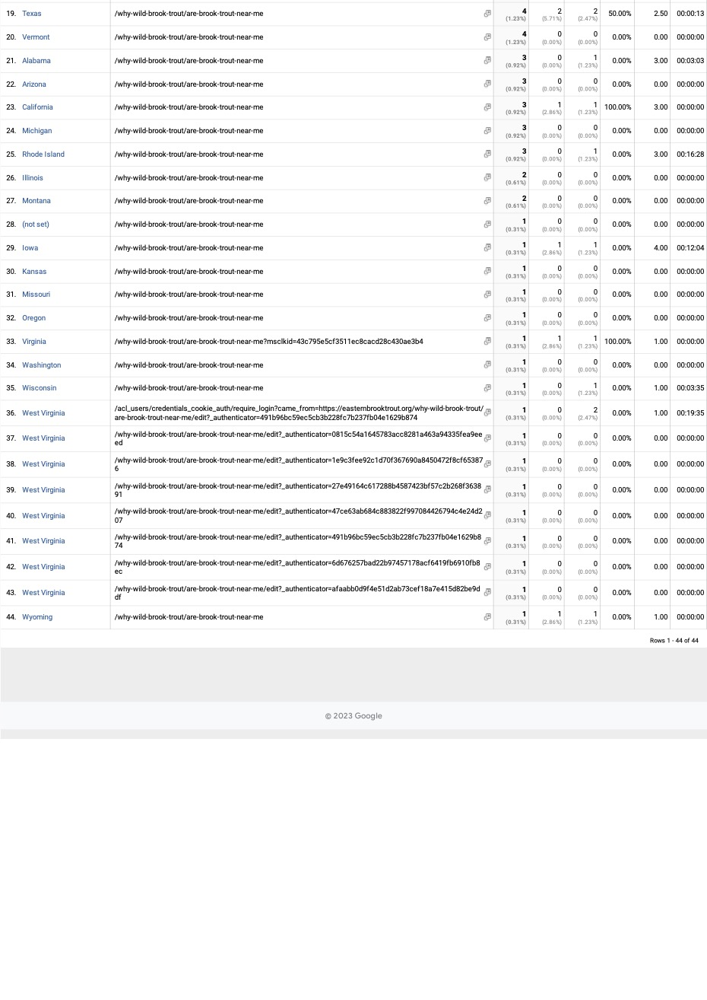 19. Texas /why-wild-brook-trout/are-brook-trout-near-me 4 2 2 50.00% 2.50 00:00:13
(1.23%) (5.71%) (2.47%)
20. Vermont /why-wild-brook-trout/are-brook-trout-near-me 4 0 0 0.00% 0.00 00:00:00
(1.23%) (0.00%) (0.00%)
21. Alabama /why-wild-brook-trout/are-brook-trout-near-me 3 0 1 0.00% 3.00 00:03:03
(0.92%) (0.00%) (1.23%)
22. Arizona /why-wild-brook-trout/are-brook-trout-near-me 3 0 0 0.00% 0.00 00:00:00
(0.92%) (0.00%) (0.00%)
23. California /why-wild-brook-trout/are-brook-trout-near-me 3 1 1 100.00% 3.00 00:00:00
(0.92%) (2.86%) (1.23%)
24. Michigan /why-wild-brook-trout/are-brook-trout-near-me 3 0 0 0.00% 0.00 00:00:00
(0.92%) (0.00%) (0.00%)
25. Rhode Island /why-wild-brook-trout/are-brook-trout-near-me 3 0 1 0.00% 3.00 00:16:28
(0.92%) (0.00%) (1.23%)
26. Illinois /why-wild-brook-trout/are-brook-trout-near-me 2 0 0 0.00% 0.00 00:00:00
(0.61%) (0.00%) (0.00%)
27. Montana /why-wild-brook-trout/are-brook-trout-near-me 2 0 0 0.00% 0.00 00:00:00
(0.61%) (0.00%) (0.00%)
28. (not set) /why-wild-brook-trout/are-brook-trout-near-me 1 0 0 0.00% 0.00 00:00:00
(0.31%) (0.00%) (0.00%)
29. Iowa /why-wild-brook-trout/are-brook-trout-near-me 1 1 1 0.00% 4.00 00:12:04
(0.31%) (2.86%) (1.23%)
30. Kansas /why-wild-brook-trout/are-brook-trout-near-me 1 0 0 0.00% 0.00 00:00:00
(0.31%) (0.00%) (0.00%)
31. Missouri /why-wild-brook-trout/are-brook-trout-near-me 1 0 0 0.00% 0.00 00:00:00
(0.31%) (0.00%) (0.00%)
32. Oregon /why-wild-brook-trout/are-brook-trout-near-me 1 0 0 0.00% 0.00 00:00:00
(0.31%) (0.00%) (0.00%)
33. Virginia /why-wild-brook-trout/are-brook-trout-near-me?msclkid=43c795e5cf3511ec8cacd28c430ae3b4 1 1 1 100.00% 1.00 00:00:00
(0.31%) (2.86%) (1.23%)
34. Washington /why-wild-brook-trout/are-brook-trout-near-me 1 0 0 0.00% 0.00 00:00:00
(0.31%) (0.00%) (0.00%)
35. Wisconsin /why-wild-brook-trout/are-brook-trout-near-me 1 0 1 0.00% 1.00 00:03:35
(0.31%) (0.00%) (1.23%)
36. West Virginia /acl_users/credentials_cookie_auth/require_login?came_from=https://easternbrooktrout.org/why-wild-brook-trout/ 1 0 2 0.00% 1.00 00:19:35
are-brook-trout-near-me/edit?_authenticator=491b96bc59ec5cb3b228fc7b237fb04e1629b874 (0.31%) (0.00%) (2.47%)
37. West Virginia /why-wild-brook-trout/are-brook-trout-near-me/edit?_authenticator=0815c54a1645783acc8281a463a94335fea9ee 1 0 0 0.00% 0.00 00:00:00
ed (0.31%) (0.00%) (0.00%)
38. West Virginia /why-wild-brook-trout/are-brook-trout-near-me/edit?_authenticator=1e9c3fee92c1d70f367690a8450472f8cf65387 1 0 0 0.00% 0.00 00:00:00
6 (0.31%) (0.00%) (0.00%)
39. West Virginia /why-wild-brook-trout/are-brook-trout-near-me/edit?_authenticator=27e49164c617288b4587423bf57c2b268f3638 1 0 0 0.00% 0.00 00:00:00
91 (0.31%) (0.00%) (0.00%)
40. West Virginia /why-wild-brook-trout/are-brook-trout-near-me/edit?_authenticator=47ce63ab684c883822f997084426794c4e24d2 1 0 0 0.00% 0.00 00:00:00
07 (0.31%) (0.00%) (0.00%)
41. West Virginia /why-wild-brook-trout/are-brook-trout-near-me/edit?_authenticator=491b96bc59ec5cb3b228fc7b237fb04e1629b8 1 0 0 0.00% 0.00 00:00:00
74 (0.31%) (0.00%) (0.00%)
42. West Virginia /why-wild-brook-trout/are-brook-trout-near-me/edit?_authenticator=6d676257bad22b97457178acf6419fb6910fb8 1 0 0 0.00% 0.00 00:00:00
ec (0.31%) (0.00%) (0.00%)
43. West Virginia /why-wild-brook-trout/are-brook-trout-near-me/edit?_authenticator=afaabb0d9f4e51d2ab73cef18a7e415d82be9d 1 0 0 0.00% 0.00 00:00:00
df (0.31%) (0.00%) (0.00%)
44. Wyoming /why-wild-brook-trout/are-brook-trout-near-me 1 1 1 0.00% 1.00 00:00:00
(0.31%) (2.86%) (1.23%)
Rows 1 - 44 of 44
© 2023 Google